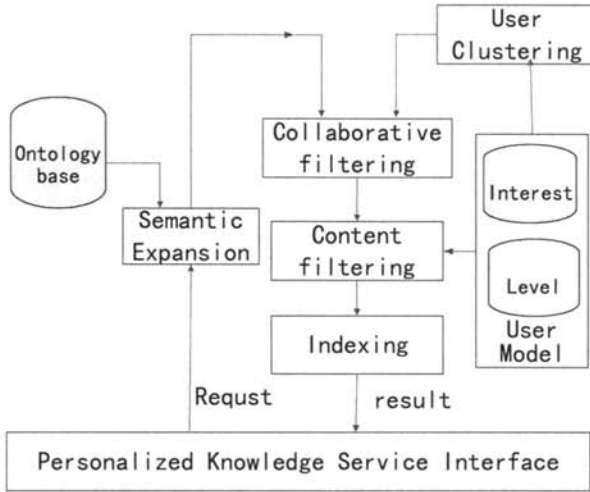 User
Clustering
Collaborative
filtering
Ontology
base
Interest
Semantic
Expansion
Content
filtering
Level
User
Model
Indexing
Requst
result
Personalized Knowledge Service Interface